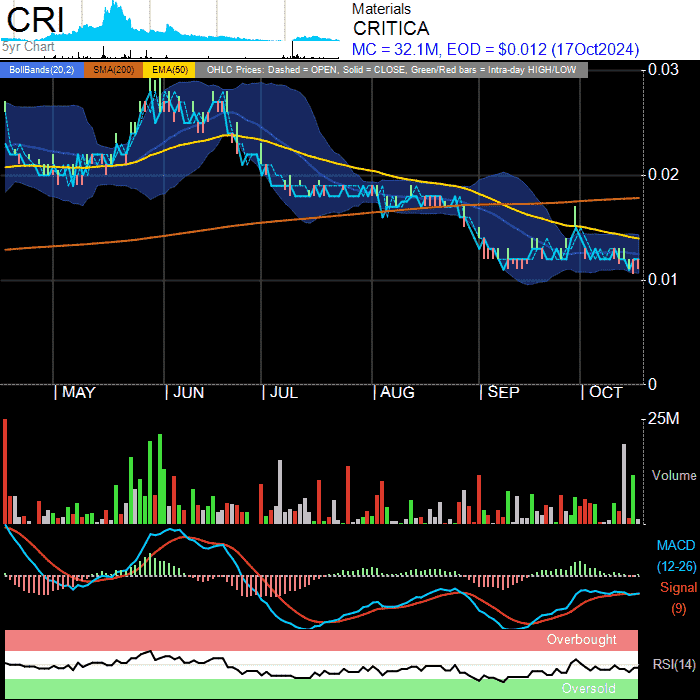 CRI
5yr Chart
Materials
CRITICA
MC = 32.1M, EOD = $0.012 (17Oct2024)
BollBands(20,2) SMA(200) EMA(50) OHLC Prices: Dashed = OPEN, Solid = CLOSE, Green/Red bars = Intra-day HIGH/LOW
0.03
0.02
0.01
0
MAY JUN JUL AUG SEP OCT
25M
Volume
MACD
(12-26)
Signal
(9)
Overbought
RSI(14)
Oversold